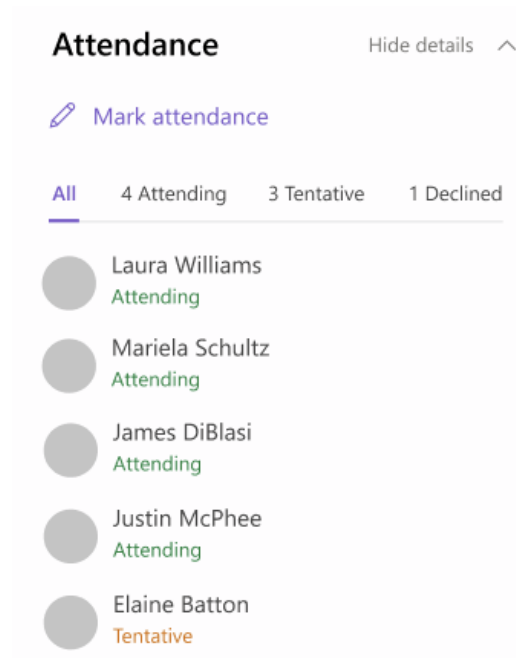 Attendance Hide details
Mark attendance
All 4 Attending 3 Tentative 1 Declined
Laura Williams
Attending
Mariela Schultz
Attending
James DiBlasi
Attending
Justin McPhee
Attending
Elaine Batton
Tentative